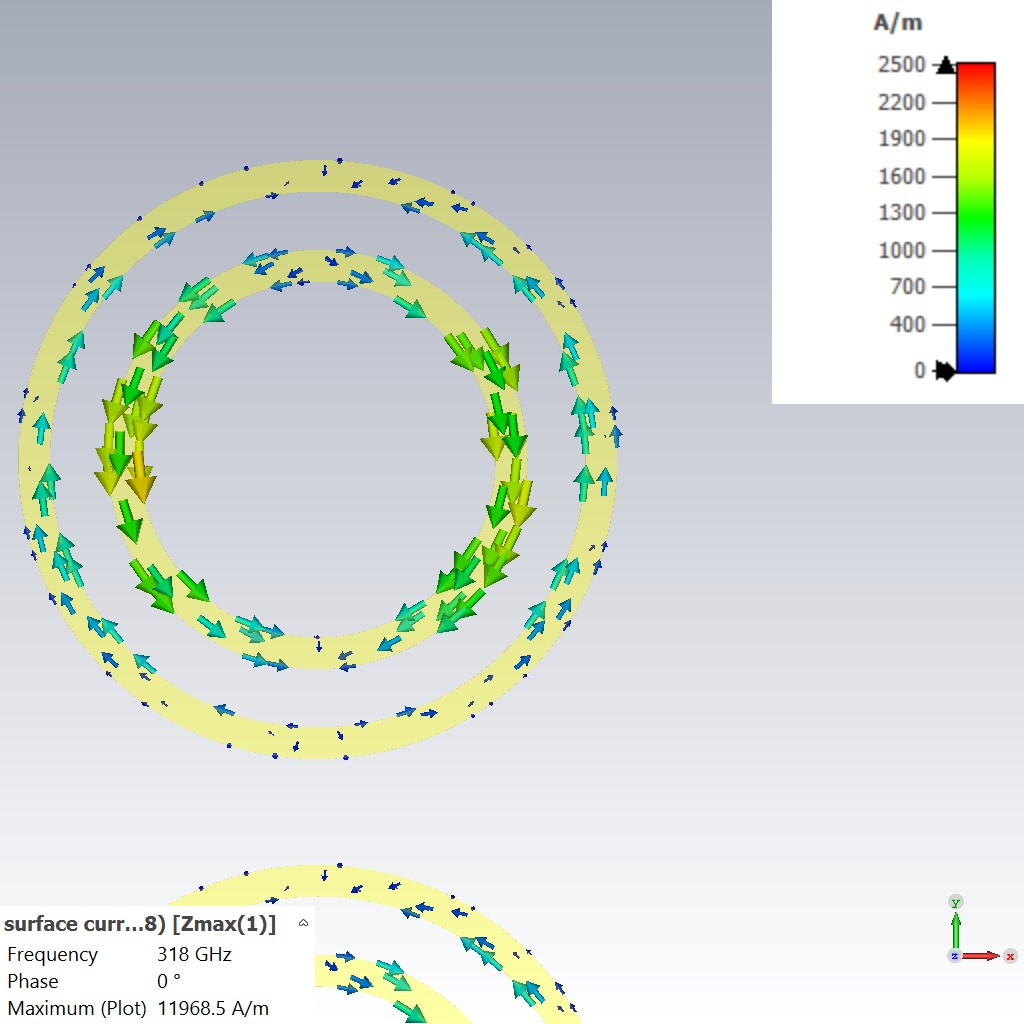 A/m
2500
2200
1900
1600
1300
1000
700
400
0
surface curr...8) [Zmax(1)]
Frequency 318 GHz
Phase 0 °
Maximum (Plot) 11968.5 A/m
y
z x